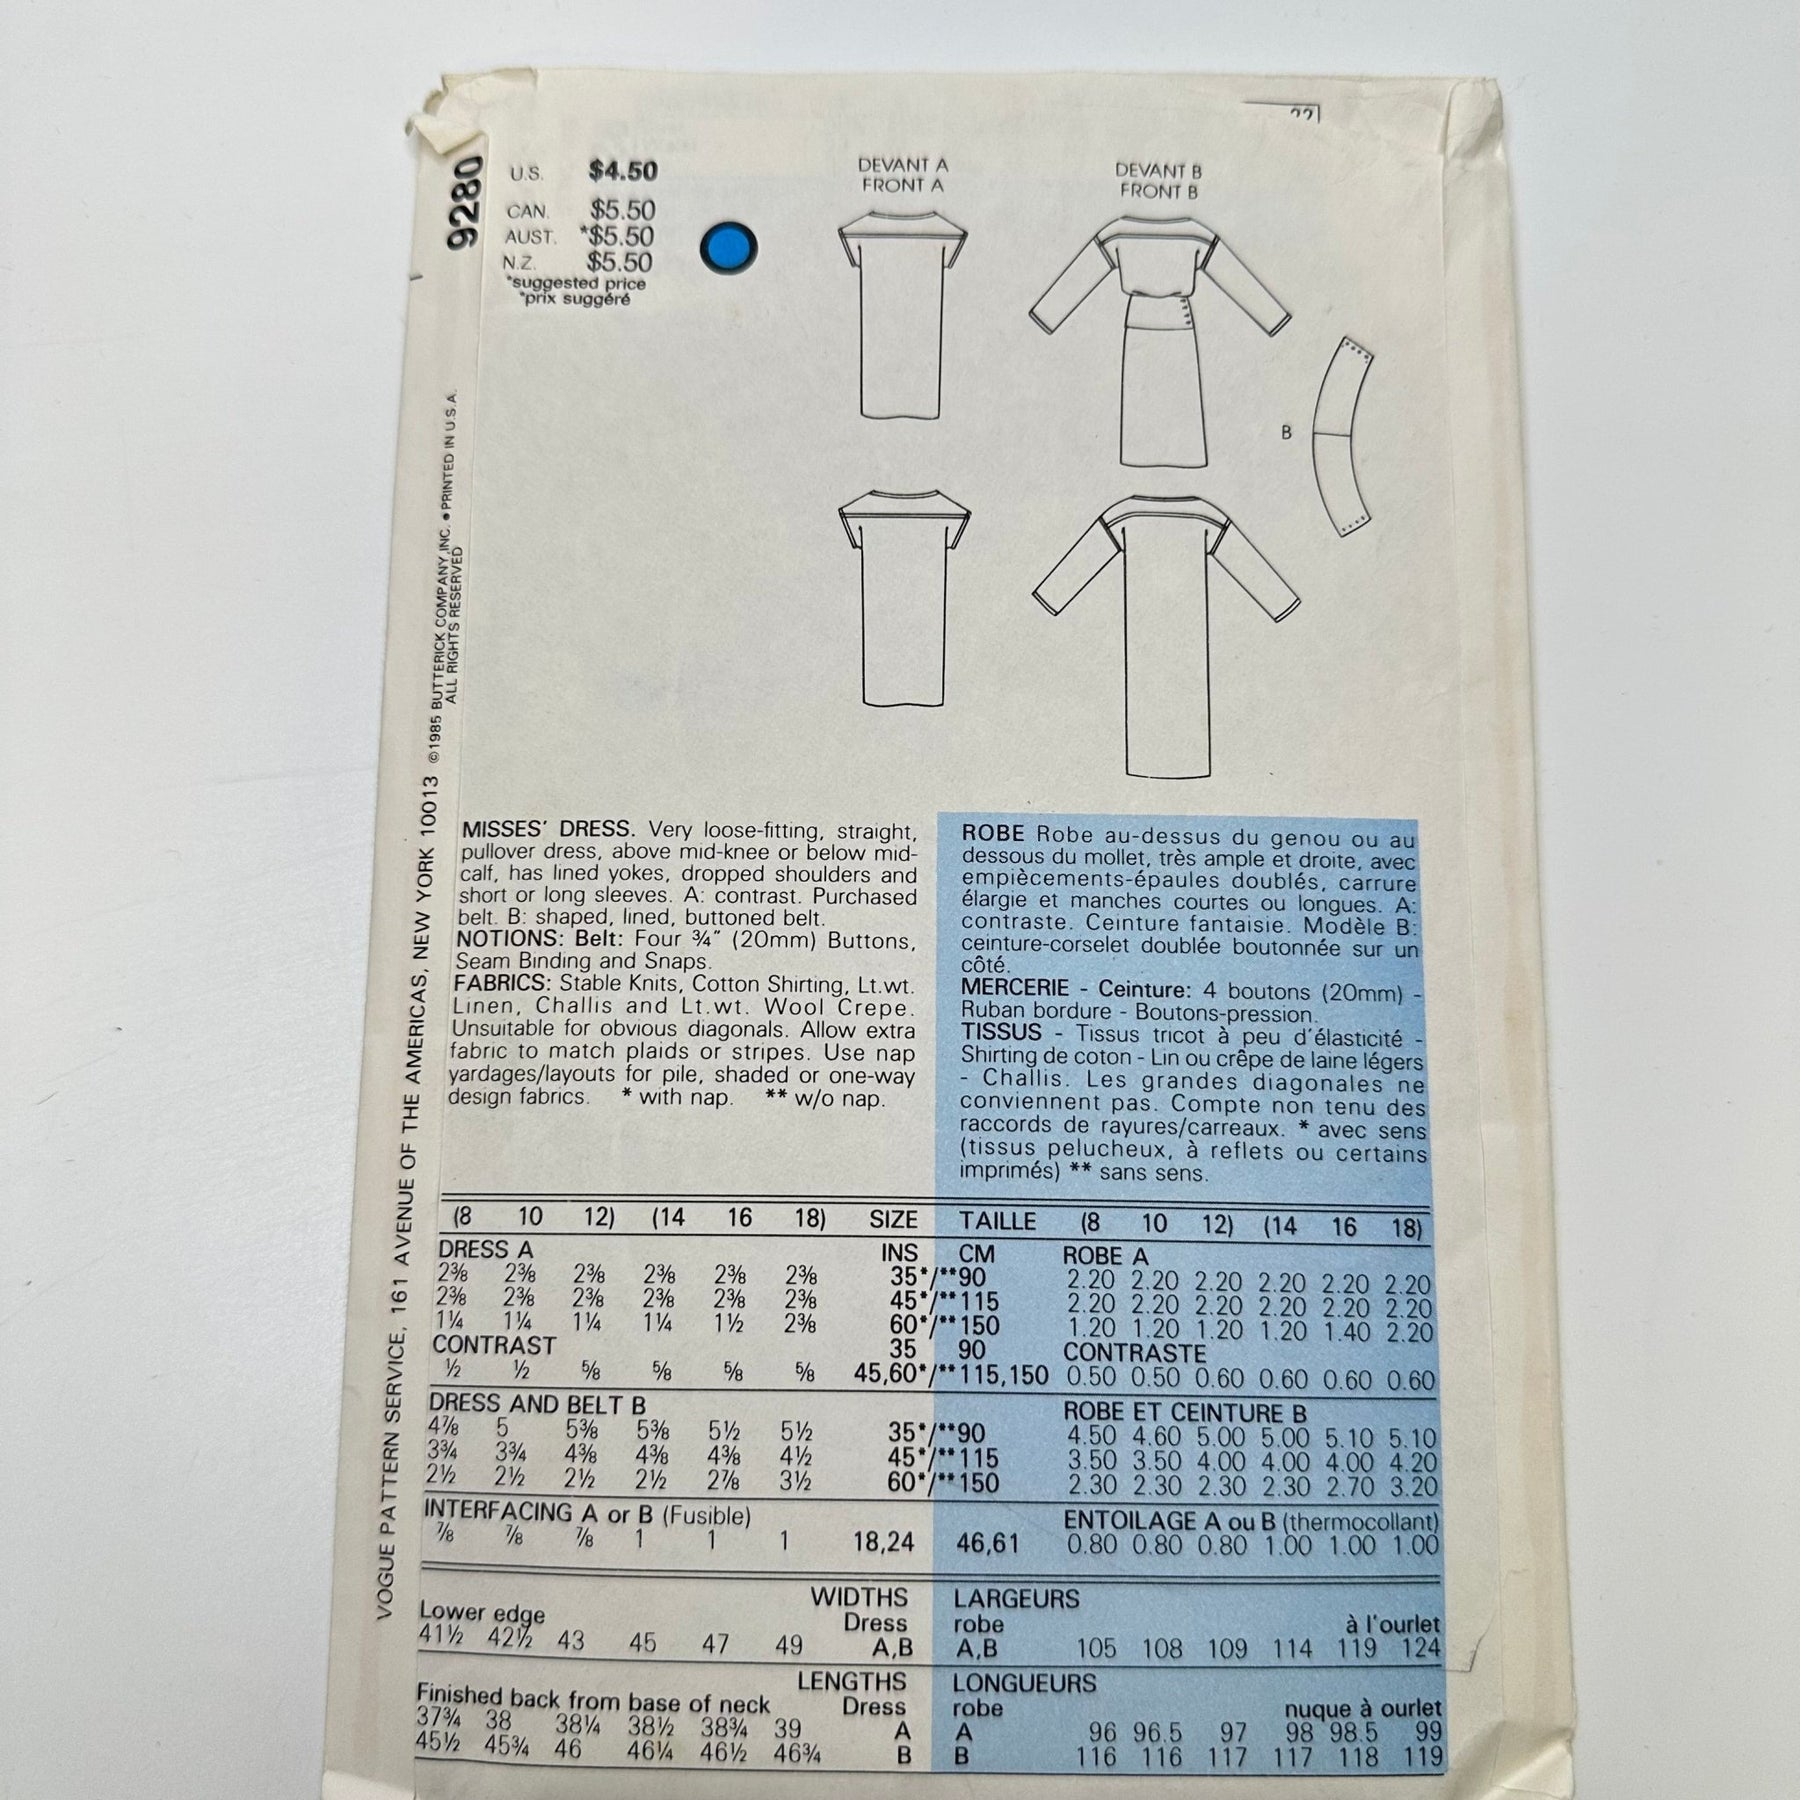 9280
U.S. $4.50
CAN. $5.50
AUST. *$5.50
N.Z. $5.50
*suggested price
*prix suggéré
DEVANT A
FRONT A
DEVANT B
FRONT B
B
VOGUE PATTERN SERVICE, 161 AVENUE OF THE AMERICAS, NEW YORK 10013 ©1985 BUTTERICK COMPANY, INC. • PRINTED IN U.S.A.
ALL RIGHTS RESERVED
MISSES' DRESS. Very loose-fitting, straight,
pullover dress, above mid-knee or below mid-
calf, has lined yokes, dropped shoulders and
short or long sleeves. A: contrast. Purchased
belt. B: shaped, lined, buttoned belt.
NOTIONS: Belt: Four ¾" (20mm) Buttons,
Seam Binding and Snaps.
FABRICS: Stable Knits, Cotton Shirting, Lt.wt.
Linen, Challis and Lt.wt. Wool Crepe.
Unsuitable for obvious diagonals. Allow extra
fabric to match plaids or stripes. Use nap
yardages/layouts for pile, shaded or one-way
design fabrics. * with nap. ** w/o nap.
ROBE Robe au-dessus du genou ou au
dessous du mollet, très ample et droite, avec
empiècements-épaules doublés, carrure
élargie et manches courtes ou longues. A:
contraste. Ceinture fantaisie. Modèle B:
ceinture-corselet doublée boutonnée sur un
côté.
MERCERIE - Ceinture: 4 boutons (20mm) -
Ruban bordure - Boutons-pression.
TISSUS - Tissus tricot à peu d'élasticité -
Shirting de coton - Lin ou crêpe de laine légers
- Challis. Les grandes diagonales ne
conviennent pas. Compte non tenu des
raccords de rayures/carreaux. * avec sens
(tissus pelucheux, à reflets ou certains
imprimés) ** sans sens.
(8 10 12) (14 16 18) SIZE TAILLE (8 10 12) (14 16 18)
DRESS A INS CM ROBE A
2⅜ 2⅜ 2⅜ 2⅜ 2⅜ 2⅜ 35*/**90 2.20 2.20 2.20 2.20 2.20 2.20
2⅜ 2⅜ 2⅜ 2⅜ 2⅜ 2⅜ 45*/**115 2.20 2.20 2.20 2.20 2.20 2.20
1¼ 1¼ 1¼ 1¼ 1½ 2⅜ 60*/**150 1.20 1.20 1.20 1.20 1.40 2.20
CONTRAST 35 90 CONTRASTE
½ ½ ⅝ ⅝ ⅝ ⅝ 45,60*/**115,150 0.50 0.50 0.60 0.60 0.60 0.60
DRESS AND BELT B ROBE ET CEINTURE B
4⅞ 5 5⅜ 5⅜ 5½ 5½ 35*/**90 4.50 4.60 5.00 5.00 5.10 5.10
3¾ 3¾ 4⅜ 4⅜ 4⅜ 4½ 45*/**115 3.50 3.50 4.00 4.00 4.00 4.20
2½ 2½ 2½ 2½ 2⅞ 3½ 60*/**150 2.30 2.30 2.30 2.30 2.70 3.20
INTERFACING A or B (Fusible) ENTOILAGE A ou B (thermocollant)
⅞ ⅞ ⅞ 1 1 1 18,24 46,61 0.80 0.80 0.80 1.00 1.00 1.00
WIDTHS LARGEURS
Lower edge Dress robe à l'ourlet
41½ 42½ 43 45 47 49 A,B A,B 105 108 109 114 119 124
LENGTHS LONGUEURS
Finished back from base of neck Dress robe nuque à ourlet
37¾ 38 38¼ 38½ 38¾ 39 A A 96 96.5 97 98 98.5 99
45½ 45¾ 46 46¼ 46½ 46¾ B B 116 116 117 117 118 119